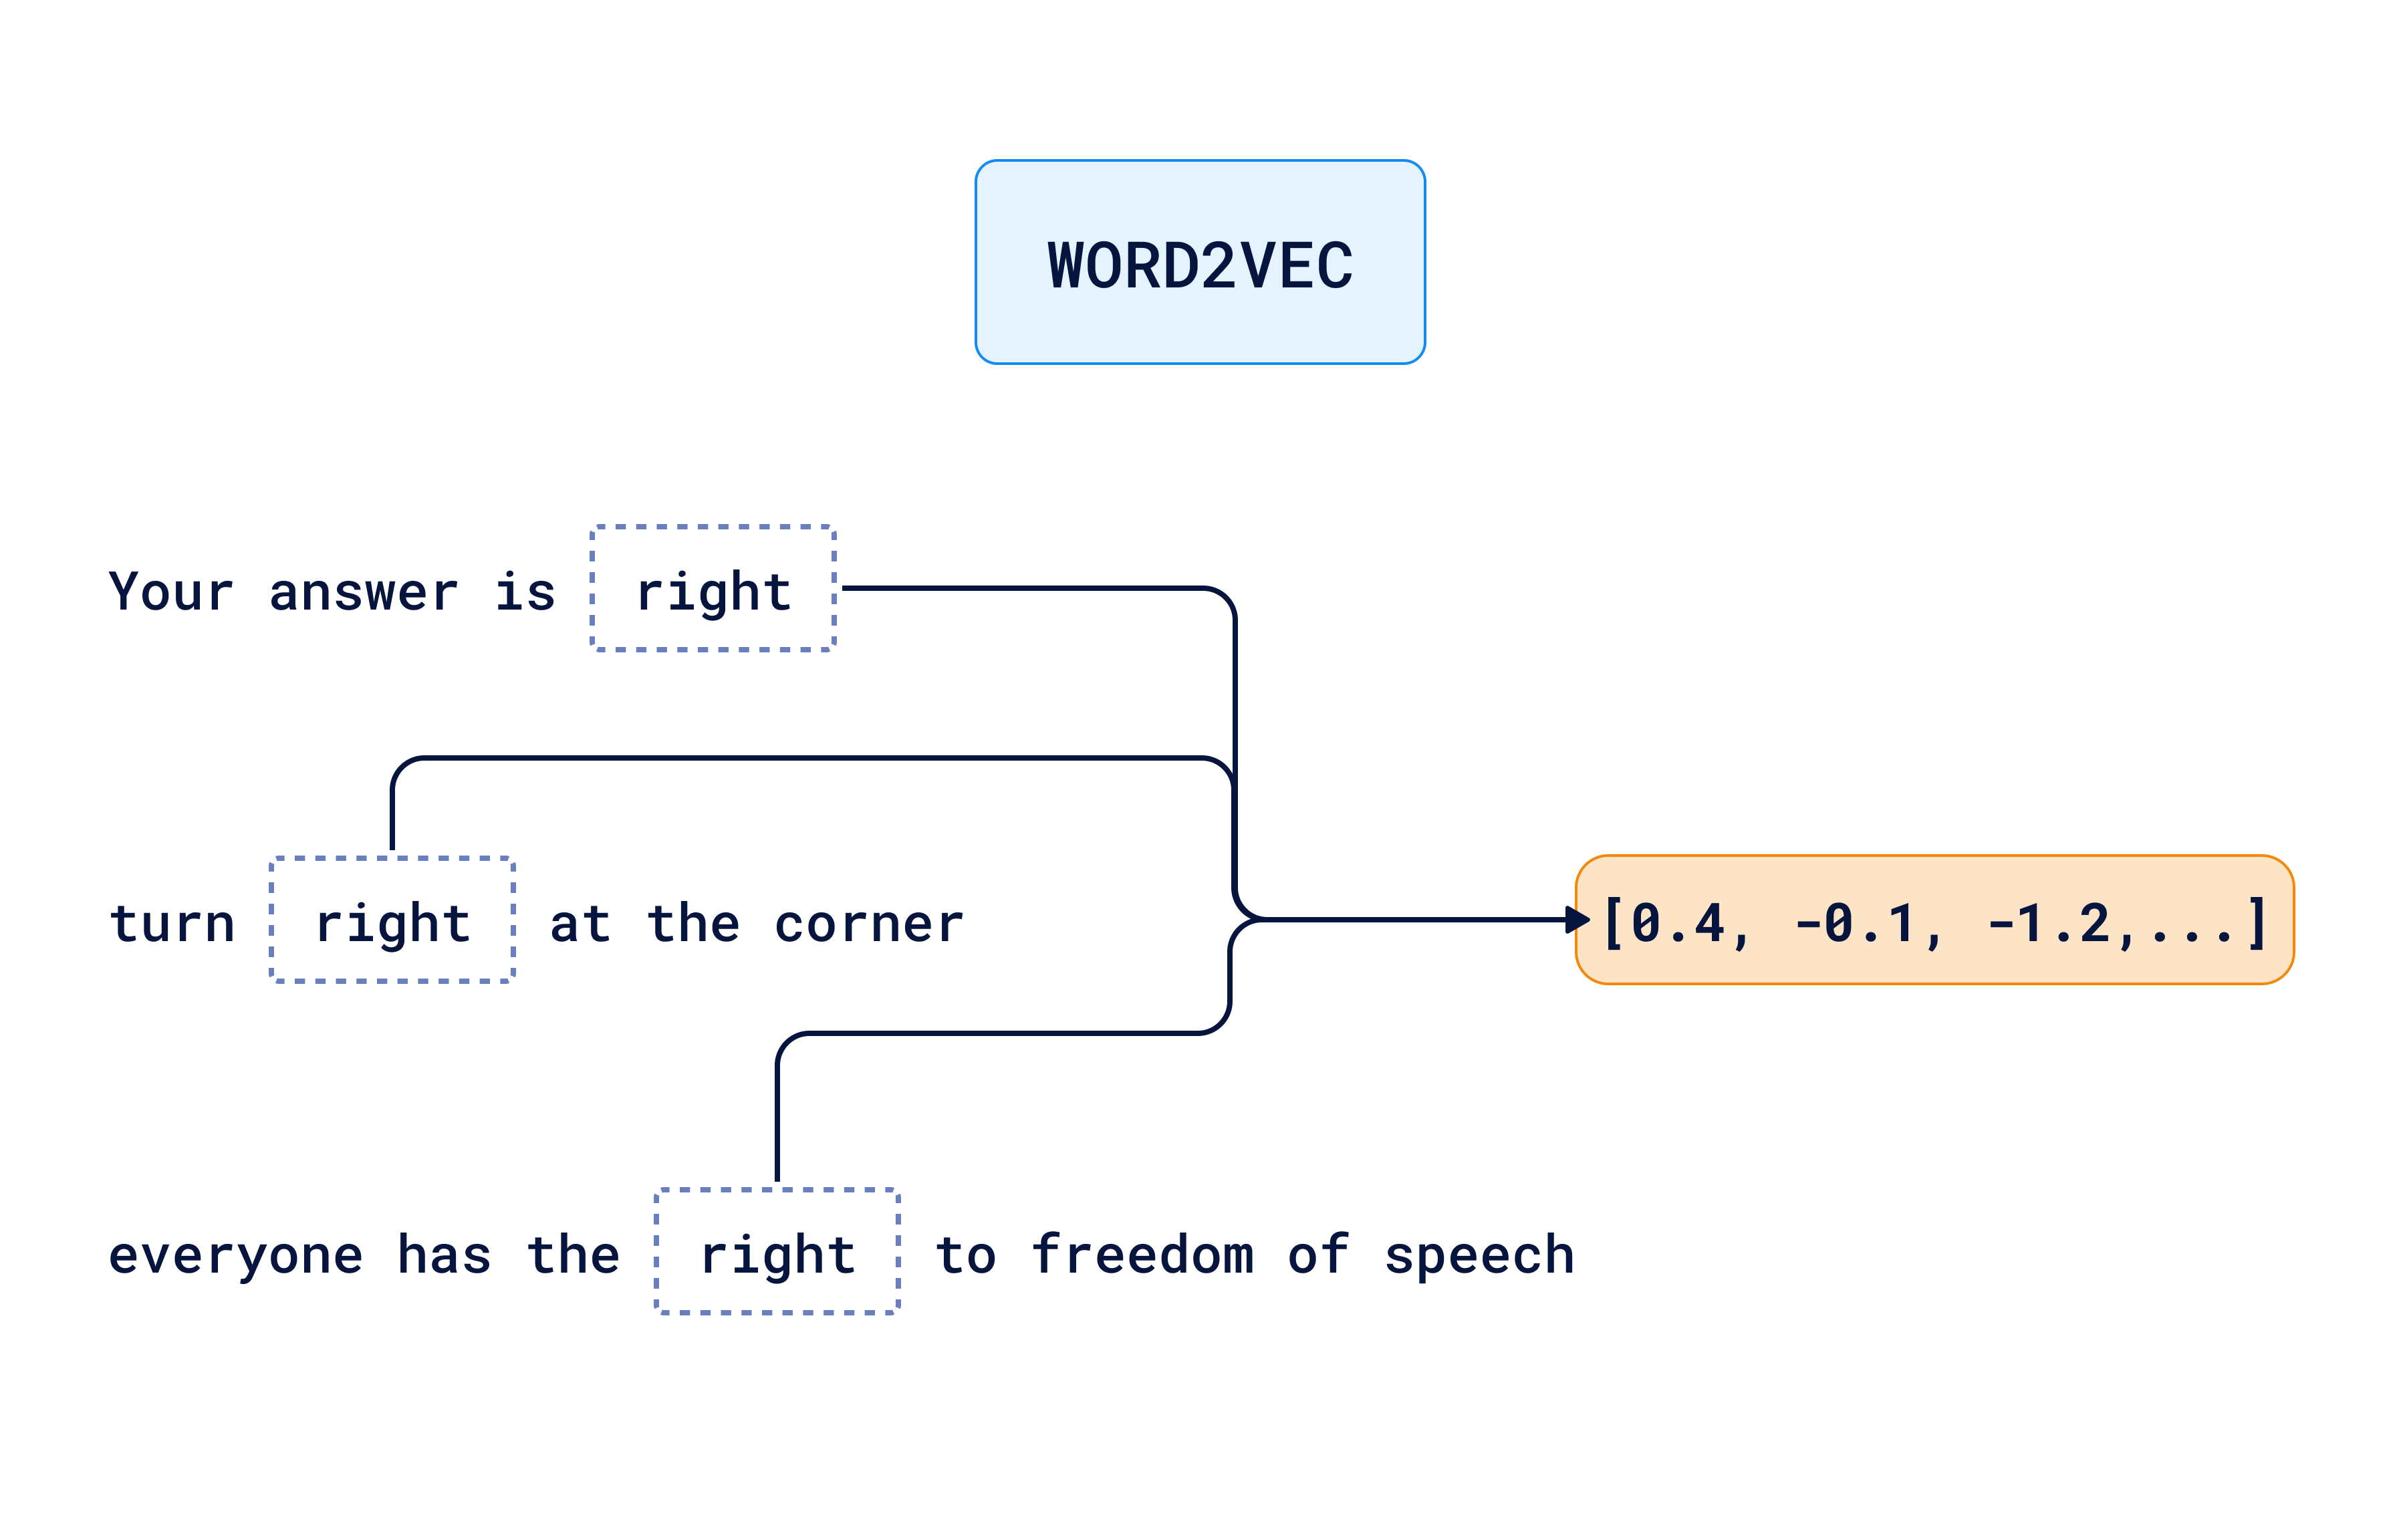 WORD2VEC
Your answer is right
turn right at the corner
[0.4, -0.1, -1.2,...]
everyone has the right to freedom of speech